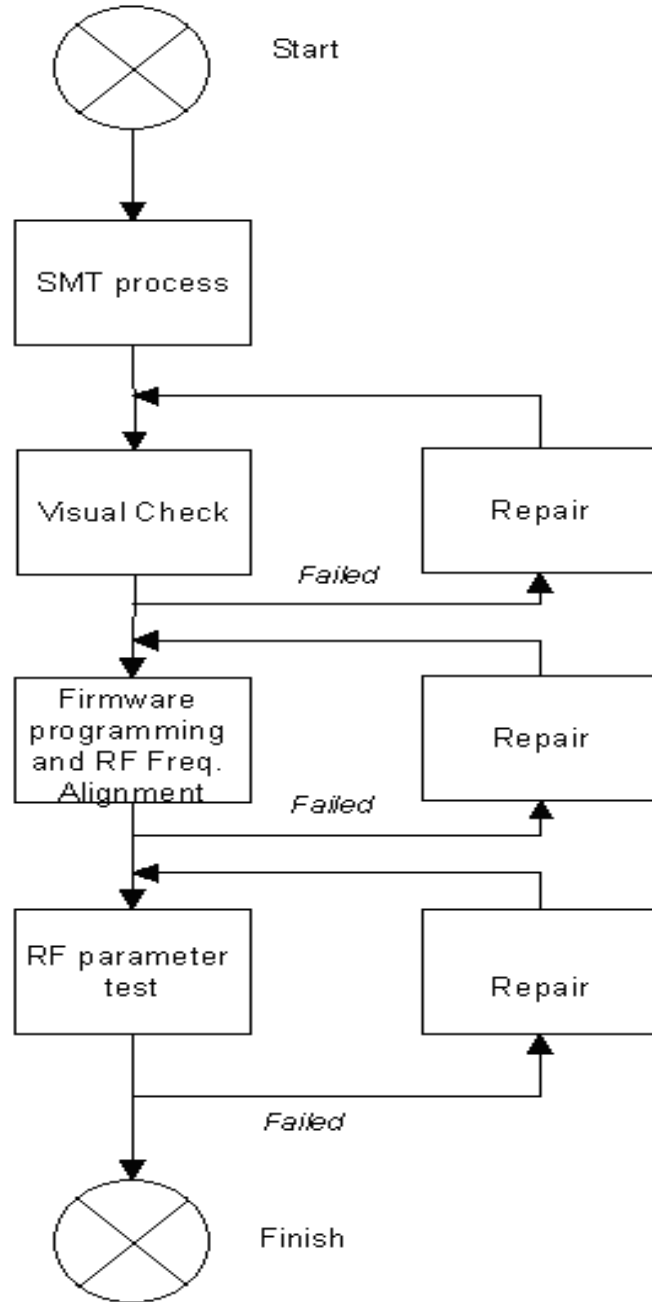 Start
SMT process
Visual Check
Repair
Failed
Firmware
programming
and RF Freq.
Alignment
Repair
Failed
RF parameter
test
Repair
Failed
Finish